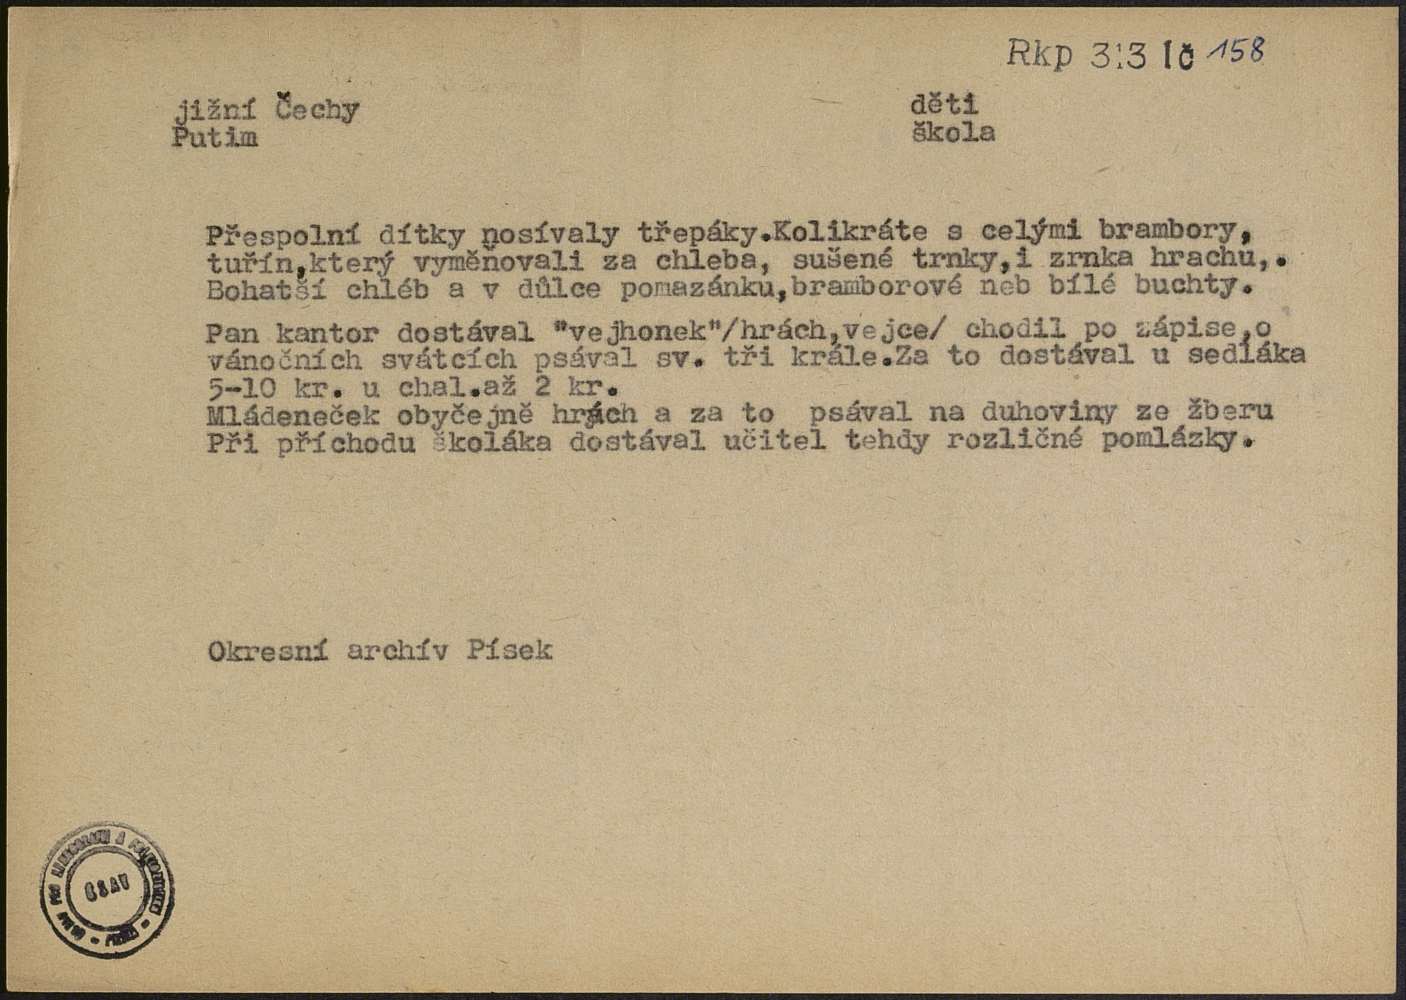 Rkp 313 Ič 158
jižní Čechy
Putim
děti
škola
Přespolní dítky nosívaly třepáky.Kolikráte s celými brambory,
tuřín,který vyměňovali za chleba, sušené trnky,i zrnka hrachu,.
Bohatší chléb a v důlce pomazánku,bramborové neb bílé buchty.
Pan kantor dostával "vejhonek"/hrách,vejce/ chodil po zápise,o
vánočních svátcích psával sv. tři krále.Za to dostával u sedláka
5-10 kr. u chal.až 2 kr.
Mládeneček obyčejně hrách a za to psával na duhoviny ze žberu
Při příchodu školáka dostával učitel tehdy rozličné pomlázky.
Okresní archív Písek
ČSAV